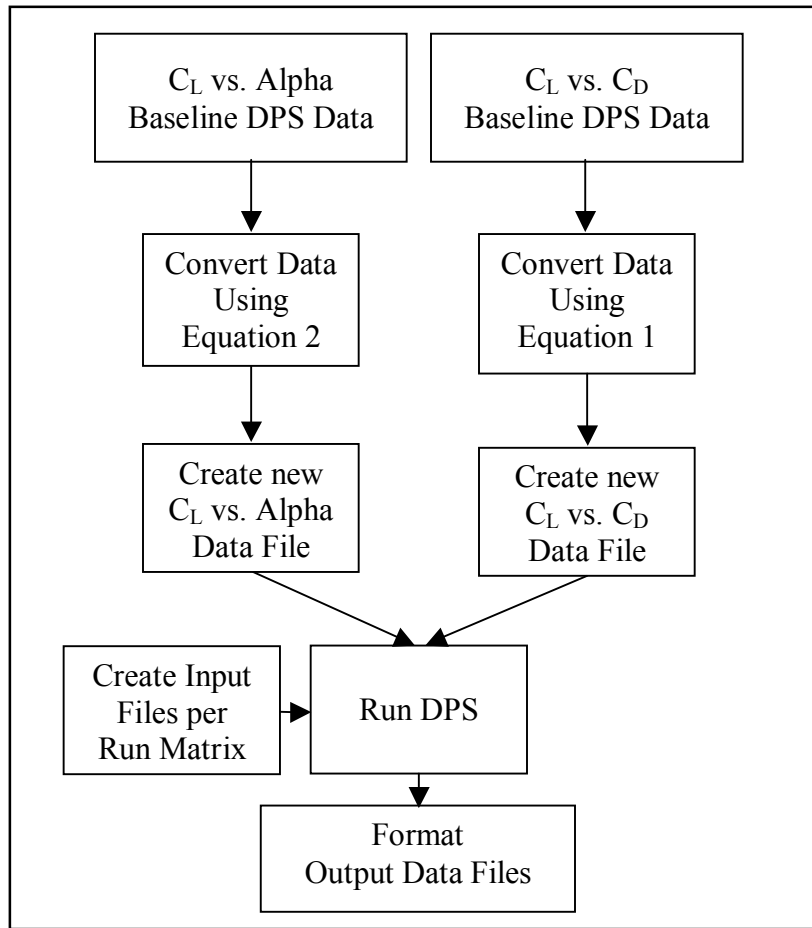 C_L vs. Alpha
Baseline DPS Data
C_L vs. C_D
Baseline DPS Data
Convert Data
Using
Equation 2
Convert Data
Using
Equation 1
Create new
C_L vs. Alpha
Data File
Create new
C_L vs. C_D
Data File
Create Input
Files per
Run Matrix
Run DPS
Format
Output Data Files